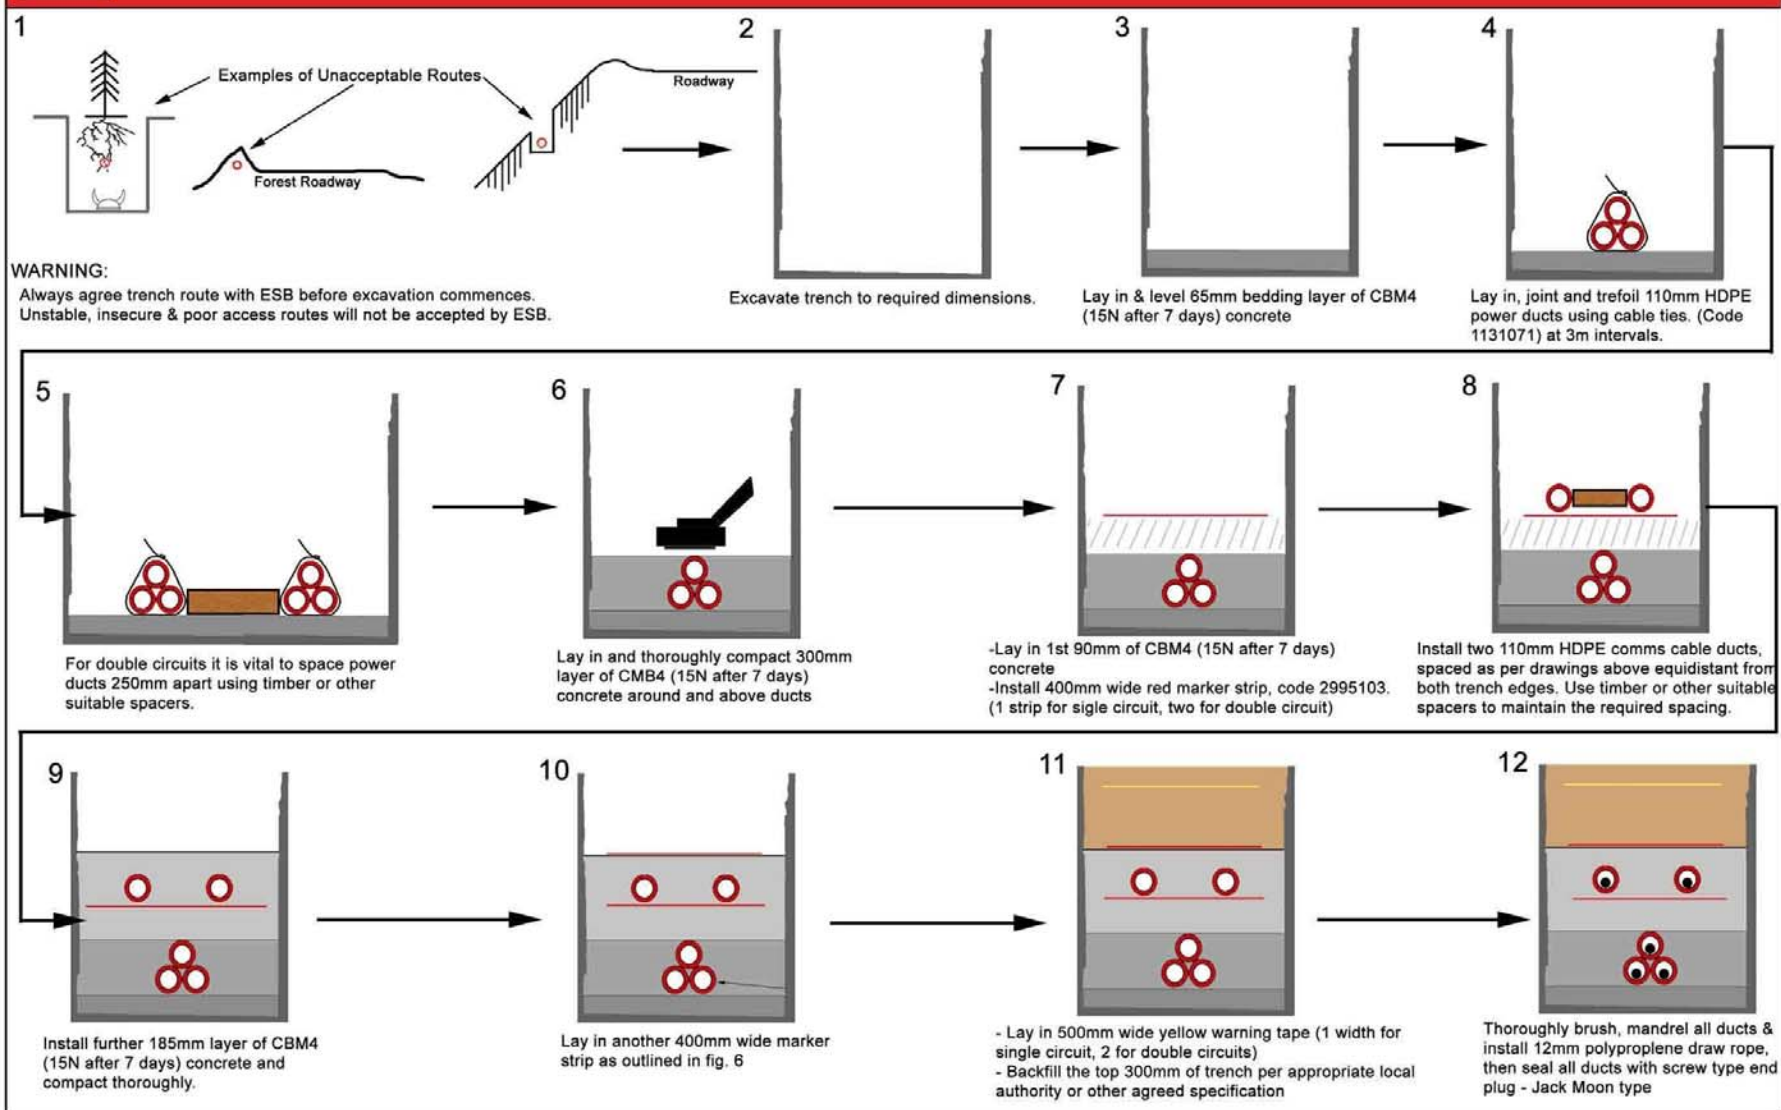 1
Examples of Unacceptable Routes
Roadway
Forest Roadway
WARNING:
Always agree trench route with ESB before excavation commences.
Unstable, insecure & poor access routes will not be accepted by ESB.
2
Excavate trench to required dimensions.
3
Lay in & level 65mm bedding layer of CBM4
(15N after 7 days) concrete
4
Lay in, joint and trefoil 110mm HDPE
power ducts using cable ties. (Code
1131071) at 3m intervals.
5
For double circuits it is vital to space power
ducts 250mm apart using timber or other
suitable spacers.
6
Lay in and thoroughly compact 300mm
layer of CMB4 (15N after 7 days)
concrete around and above ducts
7
-Lay in 1st 90mm of CBM4 (15N after 7 days)
concrete
-Install 400mm wide red marker strip, code 2995103.
(1 strip for sigle circuit, two for double circuit)
8
Install two 110mm HDPE comms cable ducts,
spaced as per drawings above equidistant from
both trench edges. Use timber or other suitable
spacers to maintain the required spacing.
9
Install further 185mm layer of CBM4
(15N after 7 days) concrete and
compact thoroughly.
10
Lay in another 400mm wide marker
strip as outlined in fig. 6
11
- Lay in 500mm wide yellow warning tape (1 width for
single circuit, 2 for double circuits)
- Backfill the top 300mm of trench per appropriate local
authority or other agreed specification
12
Thoroughly brush, mandrel all ducts &
install 12mm polyproplene draw rope,
then seal all ducts with screw type end
plug - Jack Moon type